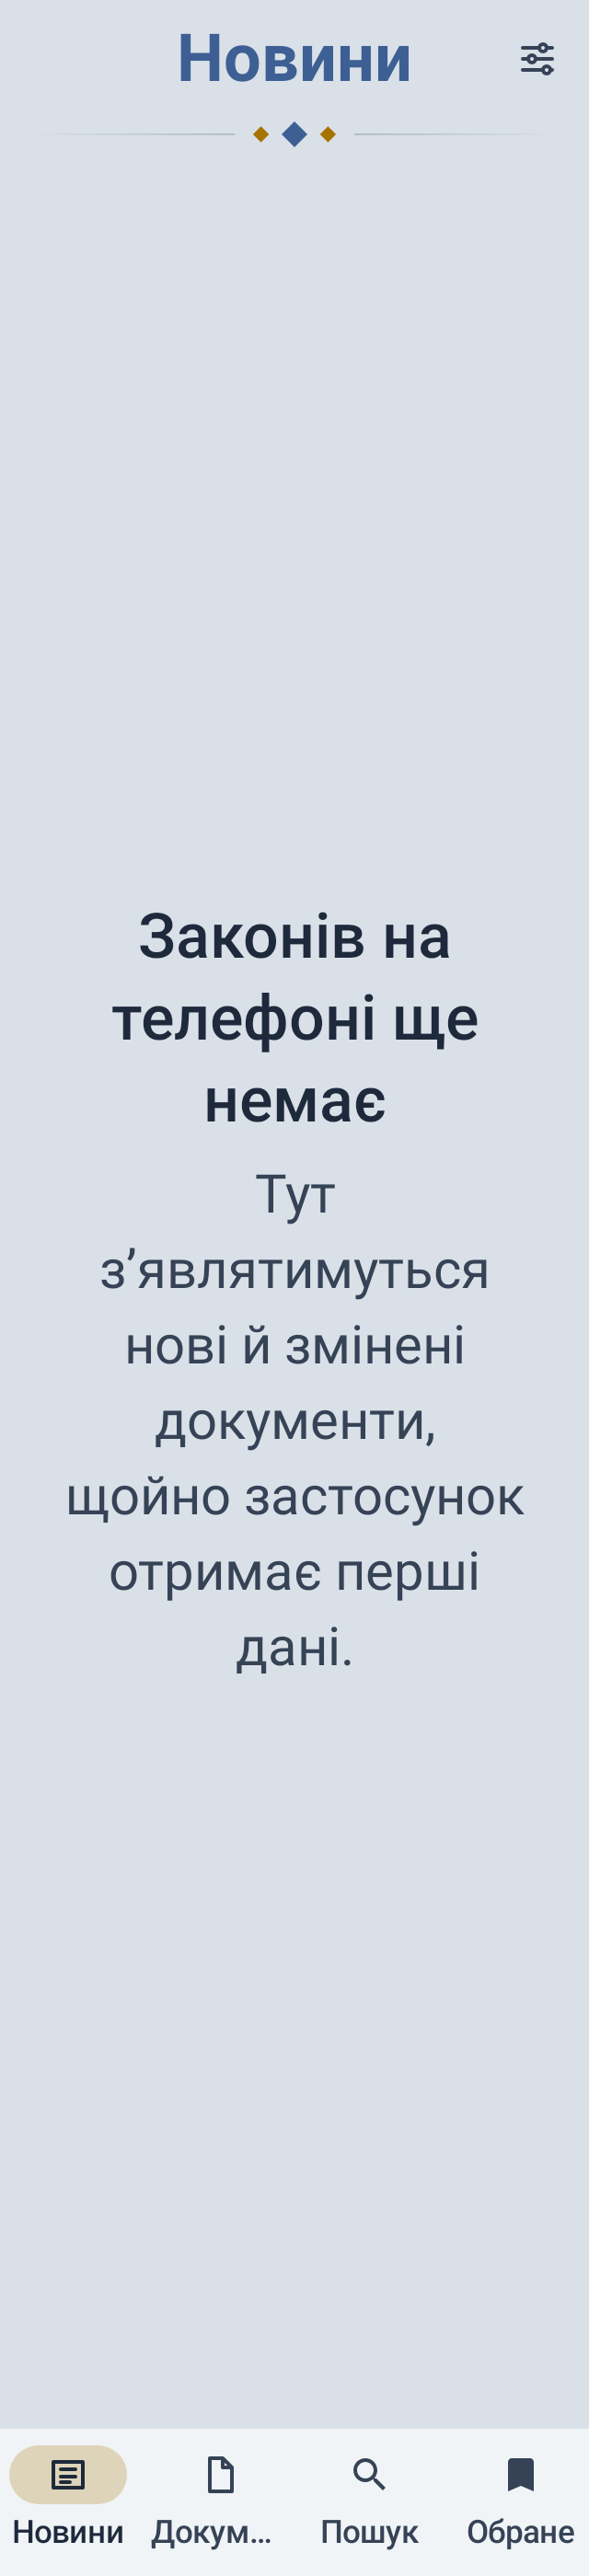 Новини
Законів на
телефоні ще
немає
Тут
з’являтимуться
нові й змінені
документи,
щойно застосунок
отримає перші
дані.
Новини
Докум…
Пошук
Обране